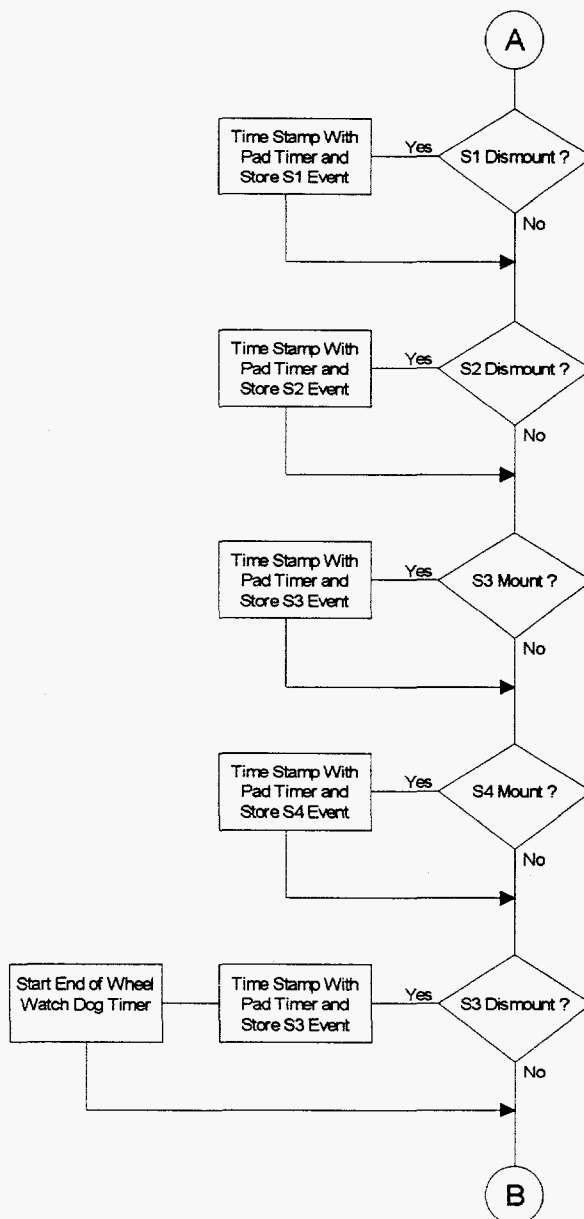 A
Time Stamp With
Pad Timer and
Store S1 Event
Yes
S1 Dismount ?
No
Time Stamp With
Pad Timer and
Store S2 Event
Yes
S2 Dismount ?
No
Time Stamp With
Pad Timer and
Store S3 Event
Yes
S3 Mount ?
No
Time Stamp With
Pad Timer and
Store S4 Event
Yes
S4 Mount ?
No
Start End of Wheel
Watch Dog Timer
Time Stamp With
Pad Timer and
Store S3 Event
Yes
S3 Dismount ?
No
B